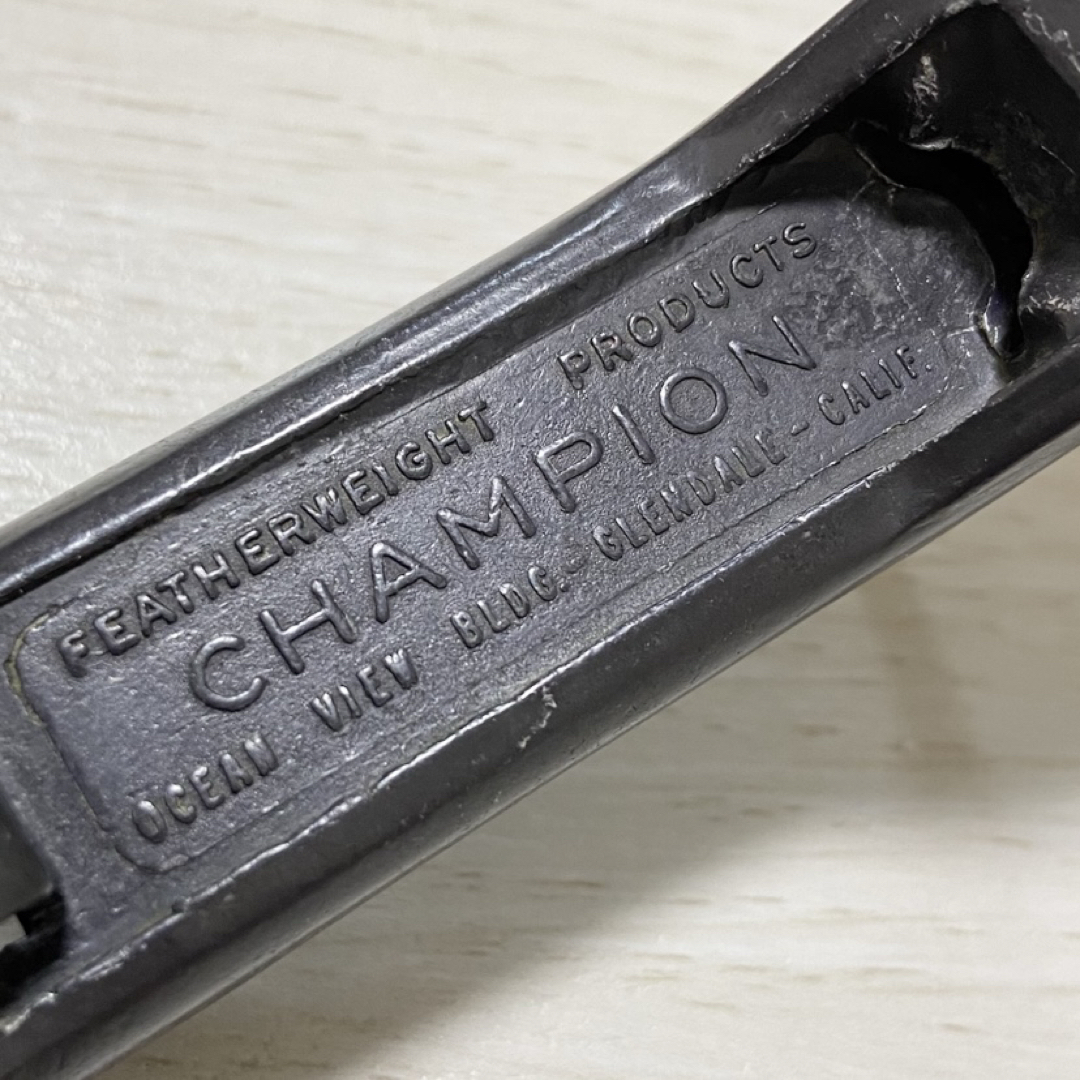 FEATHERWEIGHT PRODUCTS
CHAMPION
OCEAN VIEW BLDG.-GLENDALE-CALIF.